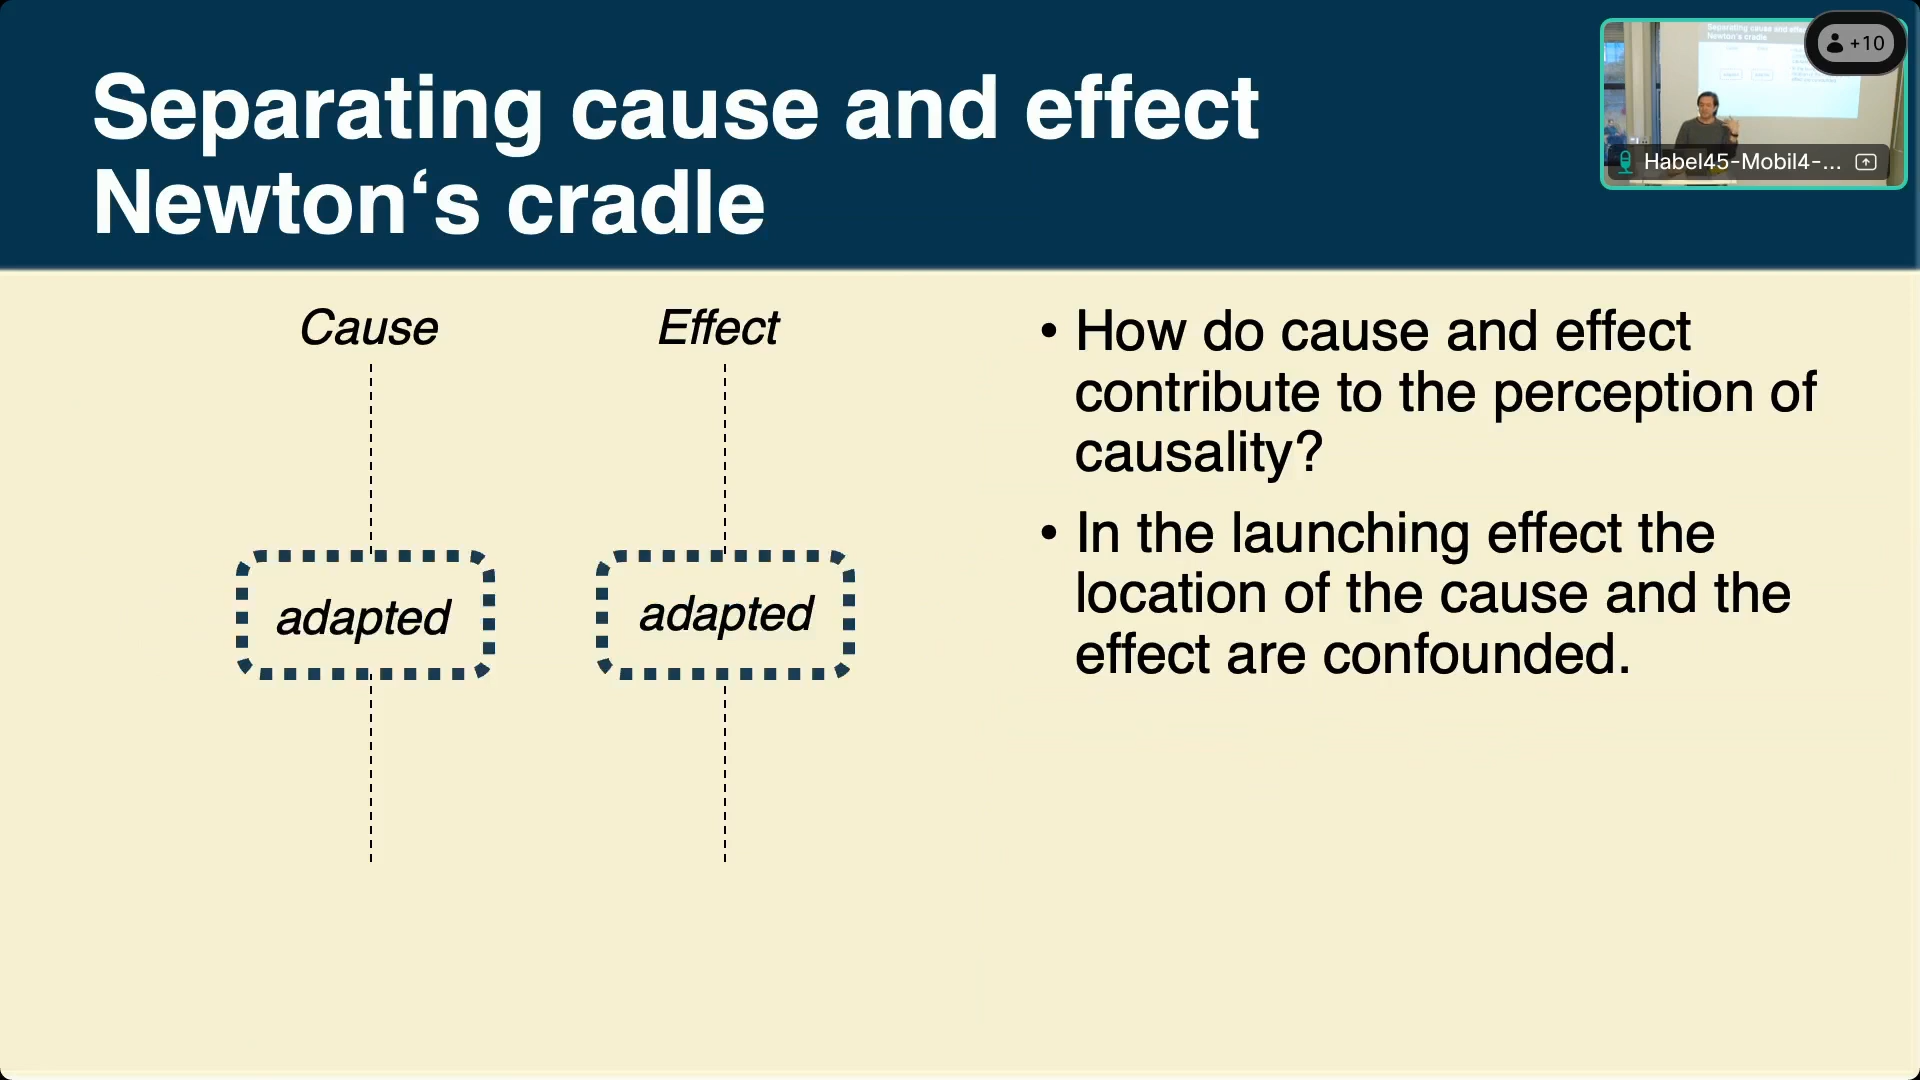 Separating cause and effect
Newton‘s cradle
+10
Habel45-Mobil4-...
Cause
Effect
adapted
adapted
• How do cause and effect
contribute to the perception of
causality?
• In the launching effect the
location of the cause and the
effect are confounded.